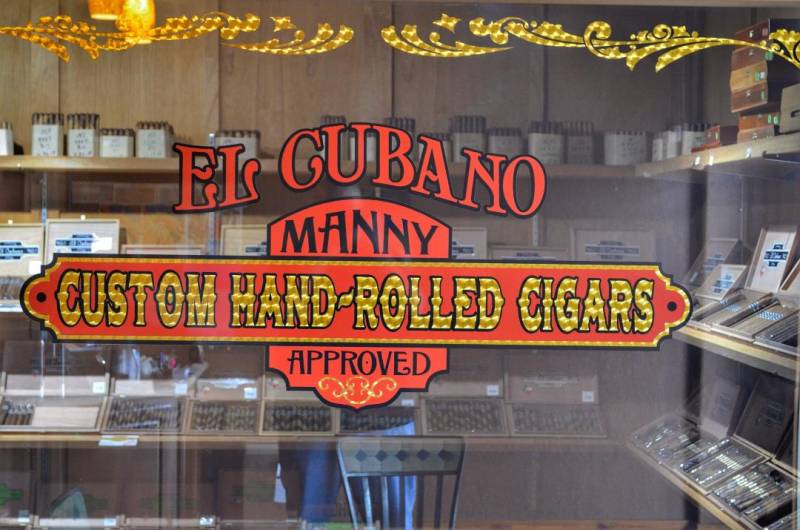 EL CUBANO
MANNY
CUSTOM HAND-ROLLED CIGARS
APPROVED